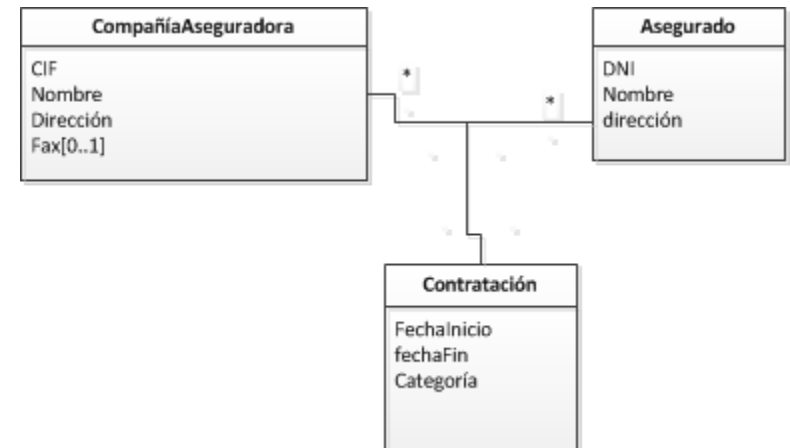 CompañíaAseguradora
CIF
Nombre
Dirección
Fax[0..1]
*
*
Asegurado
DNI
Nombre
dirección
Contratación
FechaInicio
fechaFin
Categoría